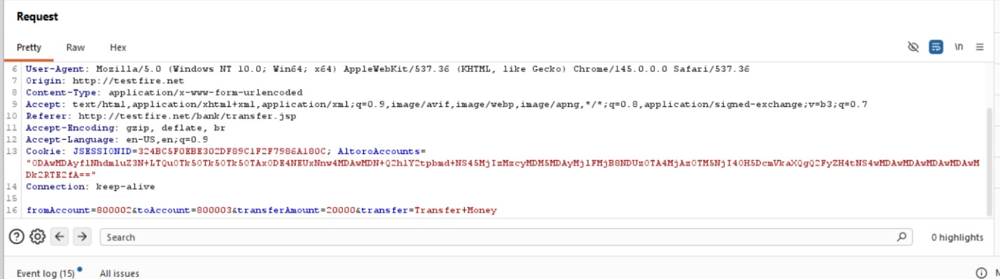 Request
Pretty Raw Hex
\n
6 User-Agent: Mozilla/5.0 (Windows NT 10.0; Win64; x64) AppleWebKit/537.36 (KHTML, like Gecko) Chrome/145.0.0.0 Safari/537.36
7 Origin: http://testfire.net
8 Content-Type: application/x-www-form-urlencoded
9 Accept: text/html,application/xhtml+xml,application/xml;q=0.9,image/avif,image/webp,image/apng,*/*;q=0.8,application/signed-exchange;v=b3;q=0.7
10 Referer: http://testfire.net/bank/transfer.jsp
11 Accept-Encoding: gzip, deflate, br
12 Accept-Language: en-US,en;q=0.9
13 Cookie: JSESSIONID=324BC5F0EBE302DF89C1F2F7986A180C; AltoroAccounts=
"ODAwMDAyflNhdmluZ3N+LTQuOTk5OTk5OTk5OTAxODE4NEUxNnw4MDAwMDN+Q2hlY2tpbmd+NS45MjIzMzcyMDM5MDAyMjlFMjB8NDUzOTA4MjAzOTM5NjI4OH5DcmVkaXQgQ2FyZH4tNS4wMDAwMDAwMDAwMDAwM
Dk2RTE2fA=="
14 Connection: keep-alive
15
16 fromAccount=800002&toAccount=800003&transferAmount=20000&transfer=Transfer+Money
Search
0 highlights
Event log (15) All issues